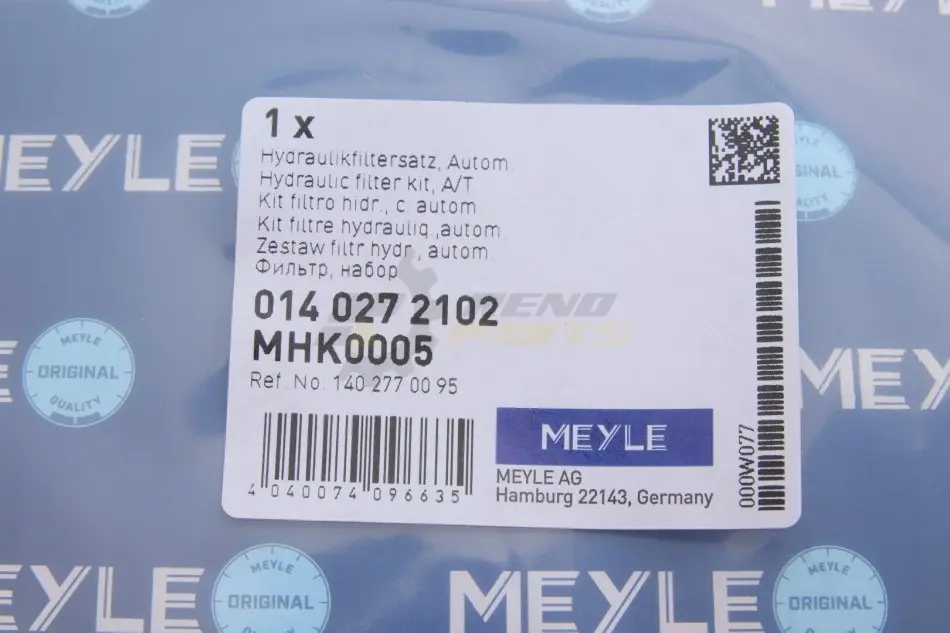 MEYLE
1 x
Hydraulikfiltersatz, Autom.
Hydraulic filter kit, A/T
Kit filtro hidr., c. autom
Kit filtre hydrauliq.,autom
Zestaw filtr hydr., autom
Фильтр, набор
014 027 2102
MHK0005
Ref. No. 140 277 00 95
4 040074 096635
MEYLE
MEYLE AG
Hamburg 22143, Germany
000W077
MEYLE
ORIGINAL
QUALITY
MEYLE
MEYLE
ORIGINAL
MEYLE
MEYLE
ORIGINAL